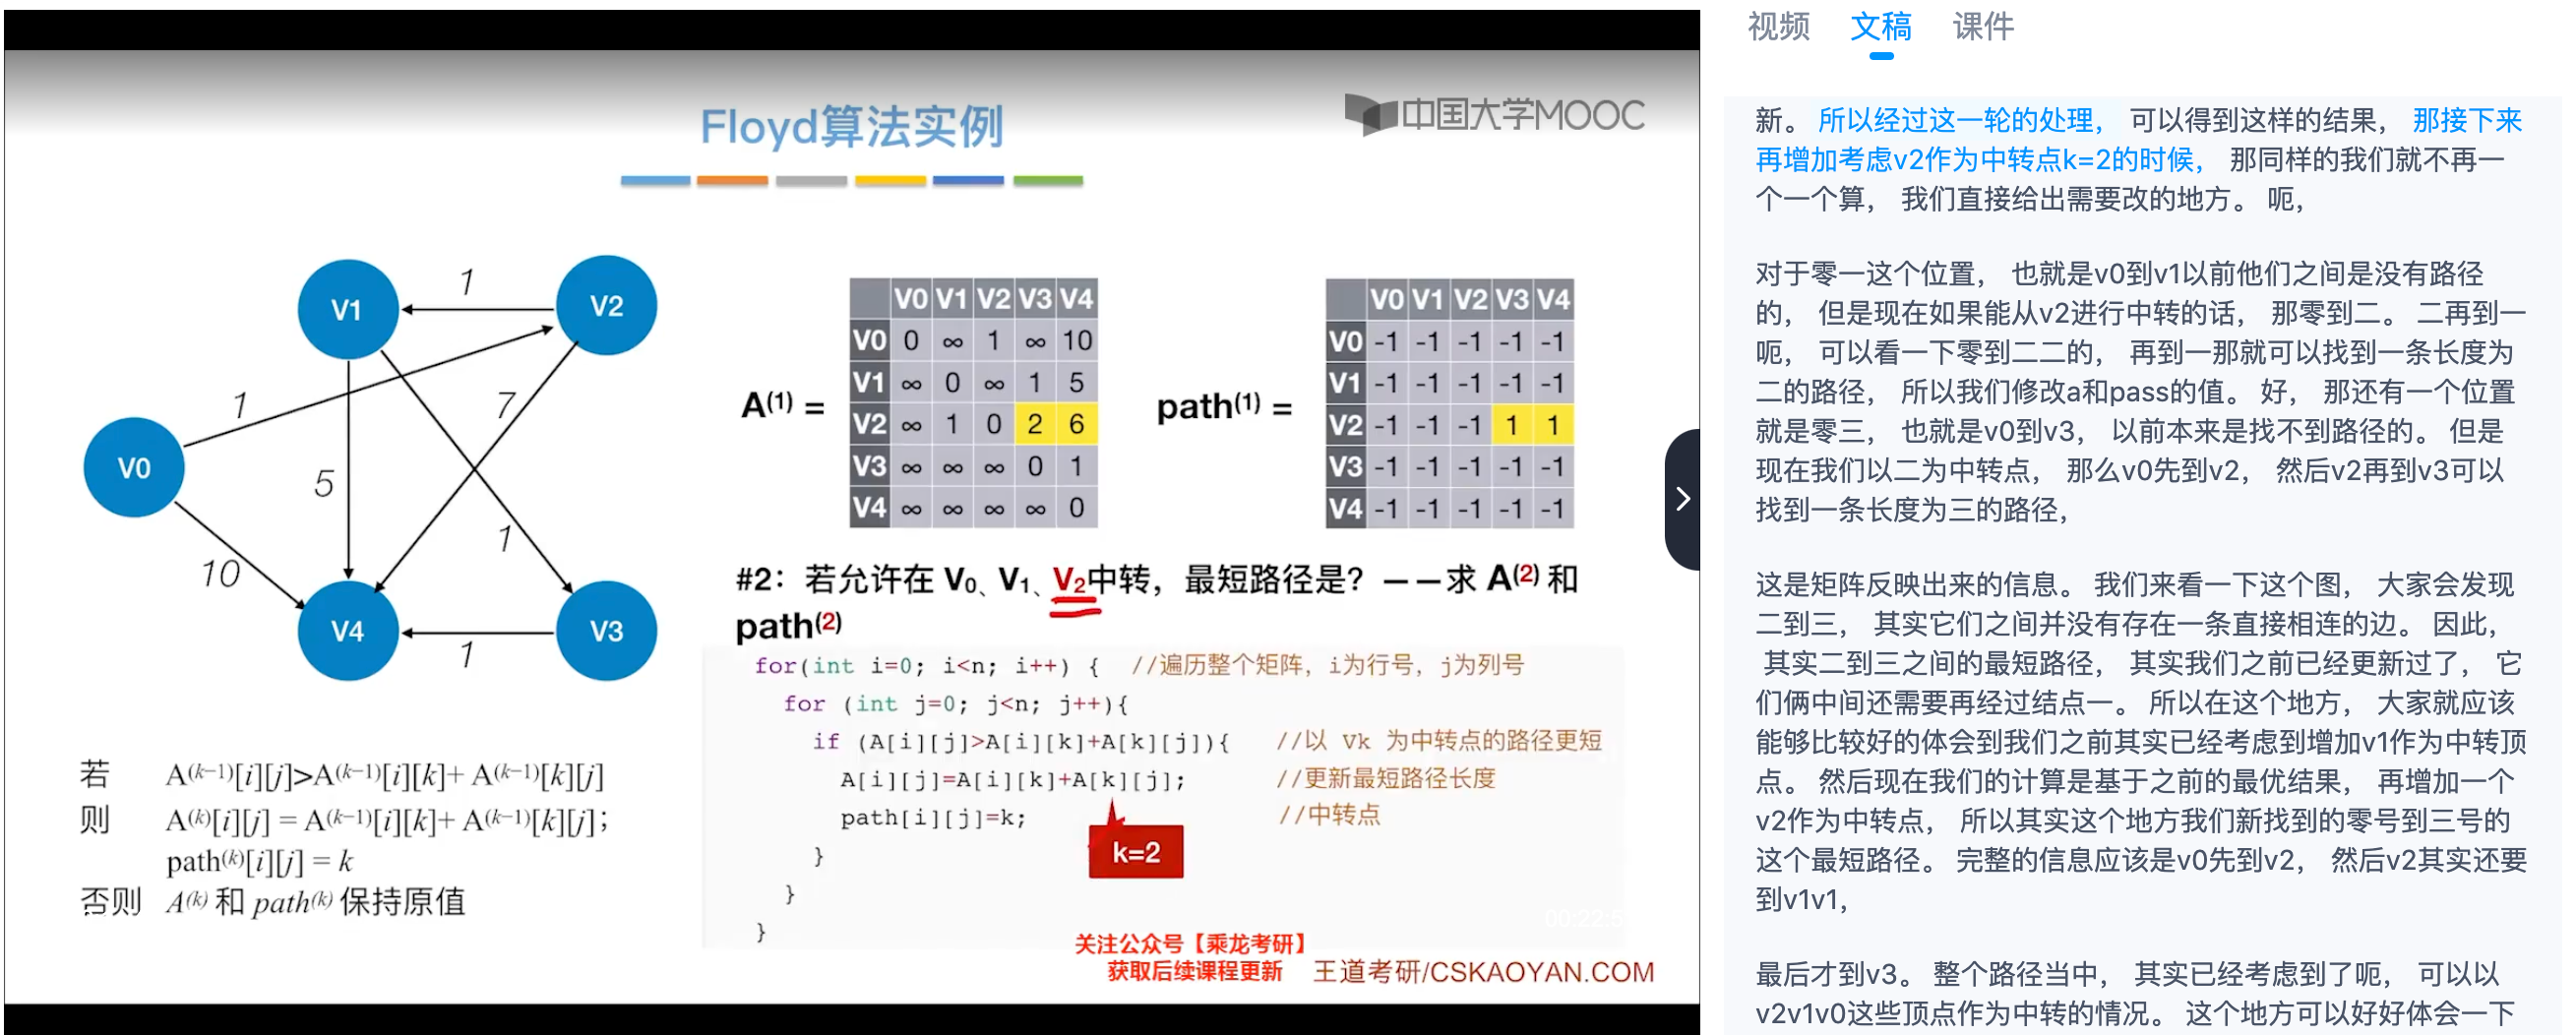 Floyd算法实例
中国大学MOOC
V1
V2
V0
V4
V3
1
1
7
5
10
1
1
A(1) =
V0 V1 V2 V3 V4
V0 0 ∞ 1 ∞ 10
V1 ∞ 0 ∞ 1 5
V2 ∞ 1 0 2 6
V3 ∞ ∞ ∞ 0 1
V4 ∞ ∞ ∞ ∞ 0
path(1) =
V0 V1 V2 V3 V4
V0 -1 -1 -1 -1 -1
V1 -1 -1 -1 -1 -1
V2 -1 -1 -1 1 1
V3 -1 -1 -1 -1 -1
V4 -1 -1 -1 -1 -1
#2：若允许在 V0、V1、V2中转，最短路径是？——求 A(2) 和
path(2)
for(int i=0; i<n; i++) { //遍历整个矩阵，i为行号，j为列号
for (int j=0; j<n; j++){
if (A[i][j]>A[i][k]+A[k][j]){ //以 Vk 为中转点的路径更短
A[i][j]=A[i][k]+A[k][j]; //更新最短路径长度
path[i][j]=k; //中转点
}
}
}
k=2
若 A(k−1)[i][j]>A(k−1)[i][k]+ A(k−1)[k][j]
则 A(k)[i][j] = A(k−1)[i][k]+ A(k−1)[k][j];
path(k)[i][j] = k
否则 A(k) 和 path(k) 保持原值
关注公众号【乘龙考研】
获取后续课程更新
王道考研/CSKAOYAN.COM
视频 文稿 课件
新。 所以经过这一轮的处理， 可以得到这样的结果， 那接下来
再增加考虑v2作为中转点k=2的时候， 那同样的我们就不再一
个一个算， 我们直接给出需要改的地方。 呃，
对于零一这个位置， 也就是v0到v1以前他们之间是没有路径
的， 但是现在如果能从v2进行中转的话， 那零到二。 二再到一
呃， 可以看一下零到二二的， 再到一那就可以找到一条长度为
二的路径， 所以我们修改a和pass的值。 好， 那还有一个位置
就是零三， 也就是v0到v3， 以前本来是找不到路径的。 但是
现在我们以二为中转点， 那么v0先到v2， 然后v2再到v3可以
找到一条长度为三的路径，
这是矩阵反映出来的信息。 我们来看一下这个图， 大家会发现
二到三， 其实它们之间并没有存在一条直接相连的边。 因此，
其实二到三之间的最短路径， 其实我们之前已经更新过了， 它
们俩中间还需要再经过结点一。 所以在这个地方， 大家就应该
能够比较好的体会到我们之前其实已经考虑到增加v1作为中转顶
点。 然后现在我们的计算是基于之前的最优结果， 再增加一个
v2作为中转点， 所以其实这个地方我们新找到的零号到三号的
这个最短路径。 完整的信息应该是v0先到v2， 然后v2其实还要
到v1v1，
最后才到v3。 整个路径当中， 其实已经考虑到了呃， 可以以
v2v1v0这些顶点作为中转的情况。 这个地方可以好好体会一下